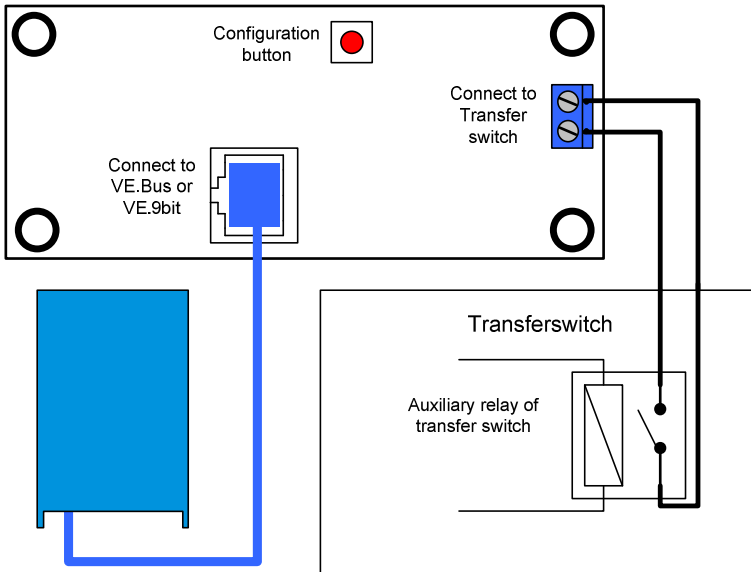 Configuration
button
Connect to
Transfer
switch
Connect to
VE.Bus or
VE.9bit
Transferswitch
Auxiliary relay of
transfer switch